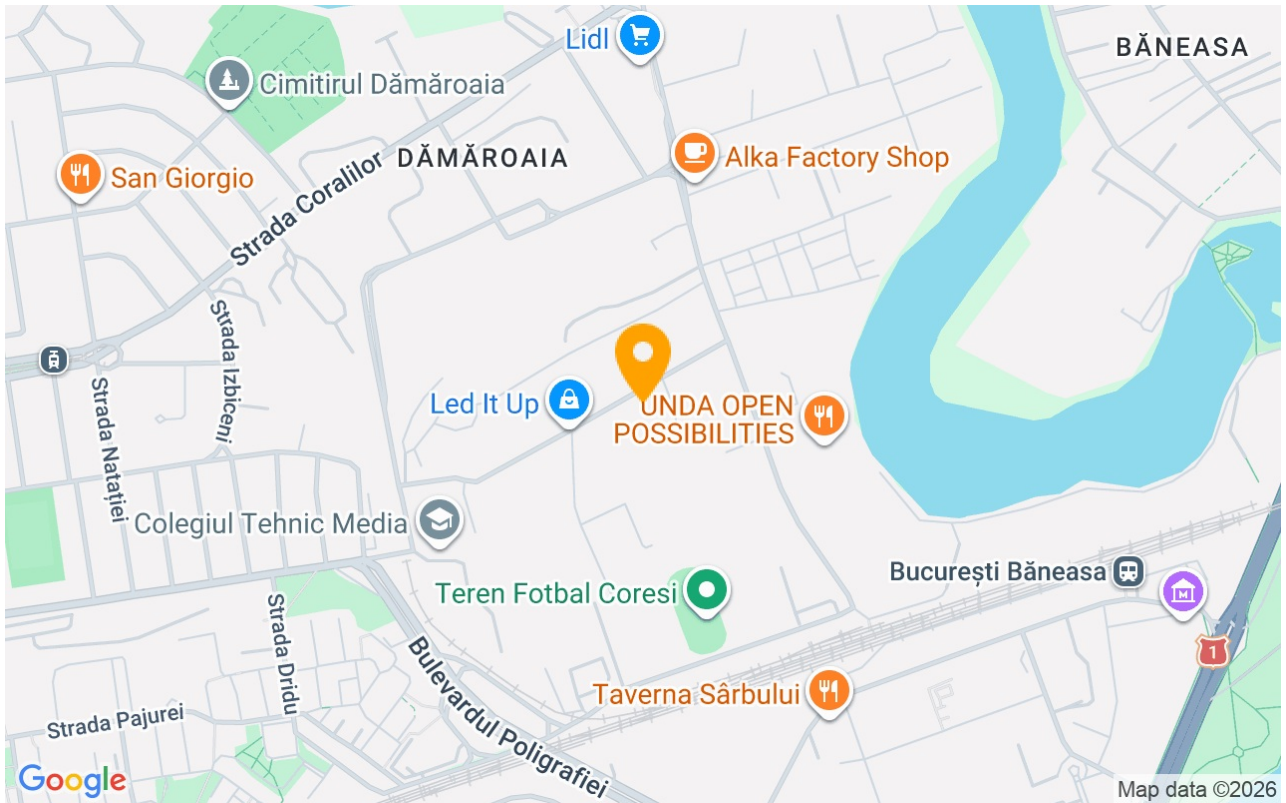 Lidl
BĂNEASA
Cimitirul Dămăroaia
DĂMĂROAIA
Alka Factory Shop
San Giorgio
Strada Coralilor
Strada Izbiceni
Strada Natației
Led It Up
UNDA OPEN
POSSIBILITIES
Colegiul Tehnic Media
București Băneasa
M
Teren Fotbal Coresi
Strada Dridu
1
Bulevardul Poligrafiei
Taverna Sârbului
Strada Pajurei
Google
Map data ©2026